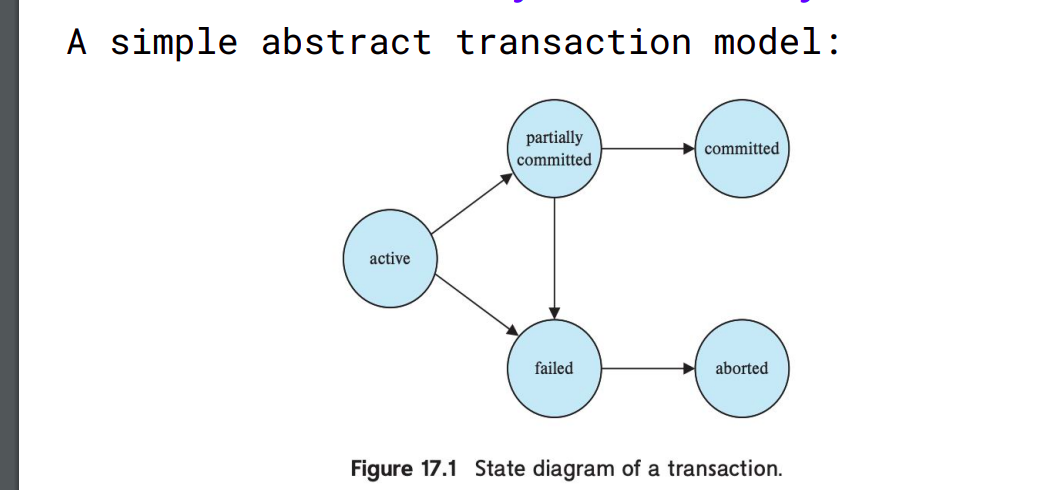 A simple abstract transaction model:
partially
committed
committed
active
failed
aborted
Figure 17.1 State diagram of a transaction.